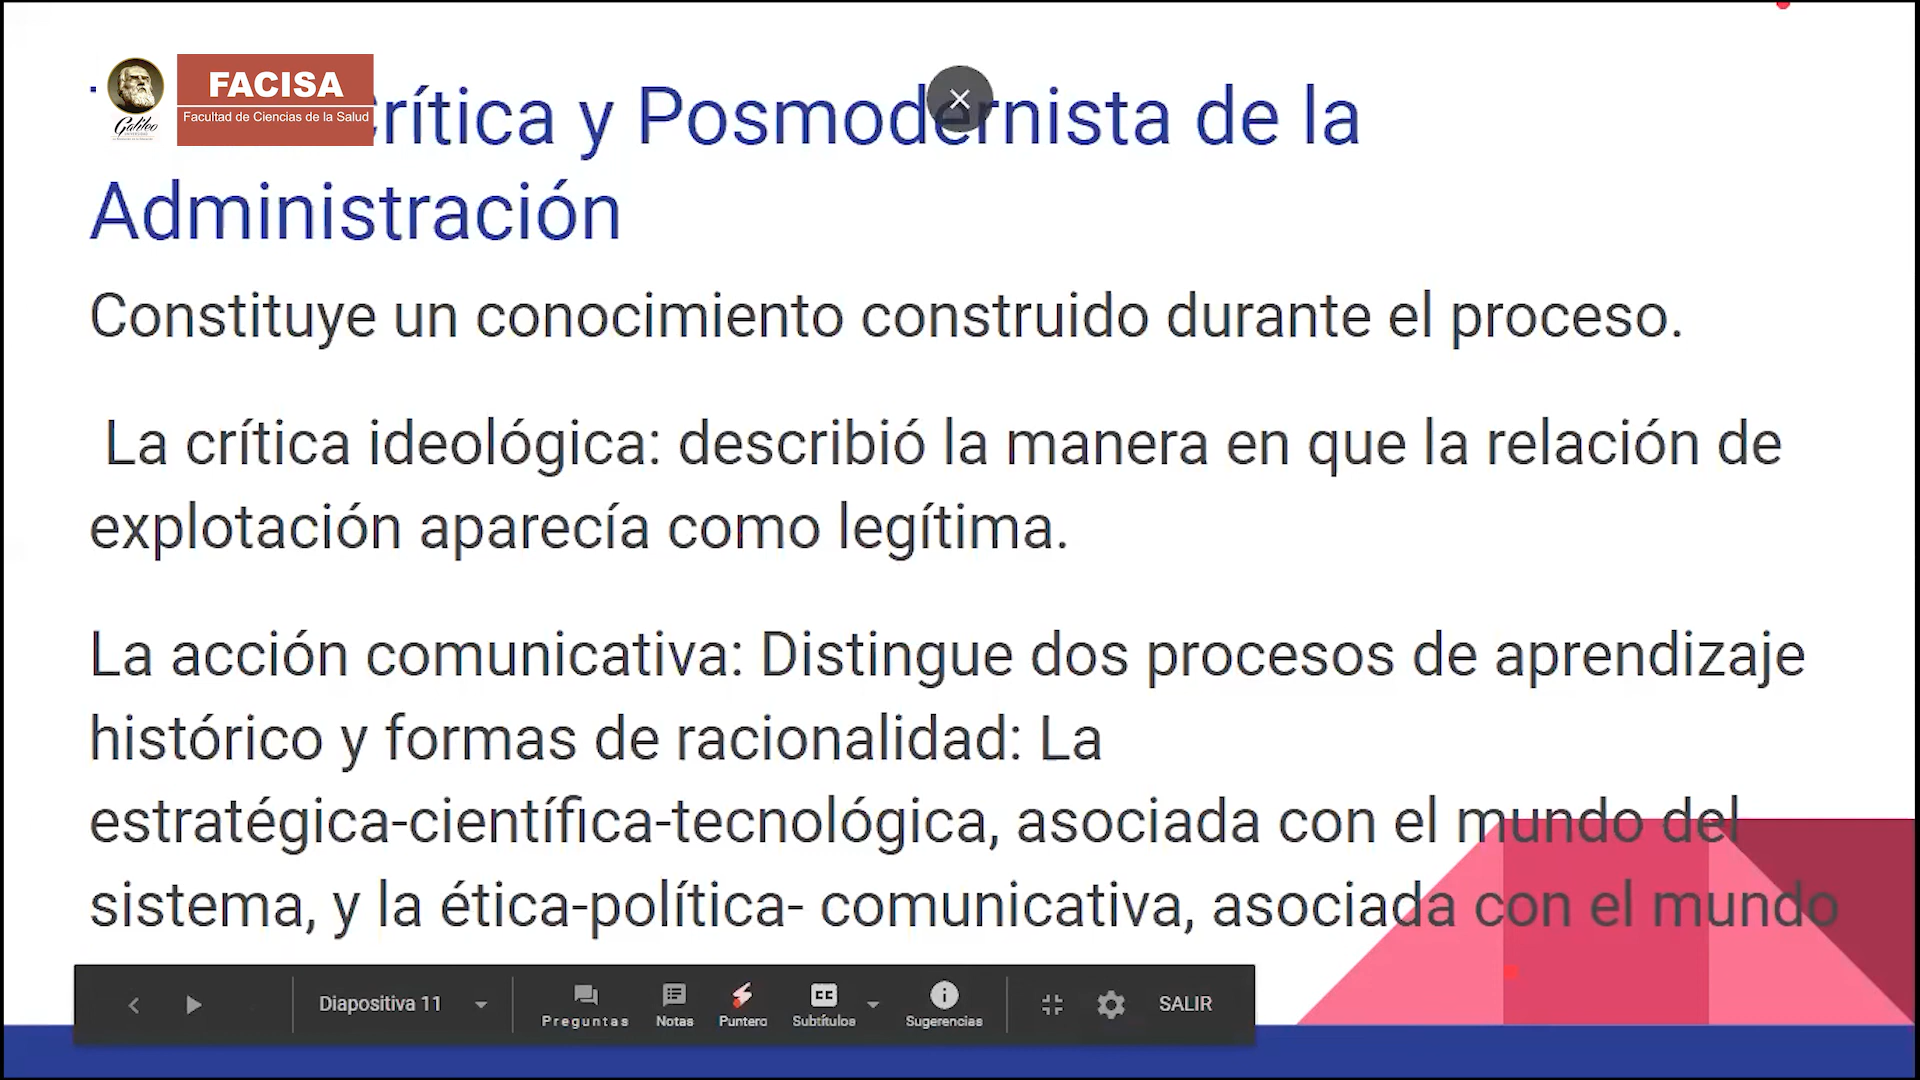 FACISA
Facultad de Ciencias de la Salud
Galileo
Crítica y Posmodernista de la
Administración
Constituye un conocimiento construido durante el proceso.
La crítica ideológica: describió la manera en que la relación de
explotación aparecía como legítima.
La acción comunicativa: Distingue dos procesos de aprendizaje
histórico y formas de racionalidad: La
estratégica-científica-tecnológica, asociada con el mundo del
sistema, y la ética-política- comunicativa, asociada con el mundo
Diapositiva 11
Preguntas
Notas
Puntero
Subtítulos
Sugerencias
SALIR